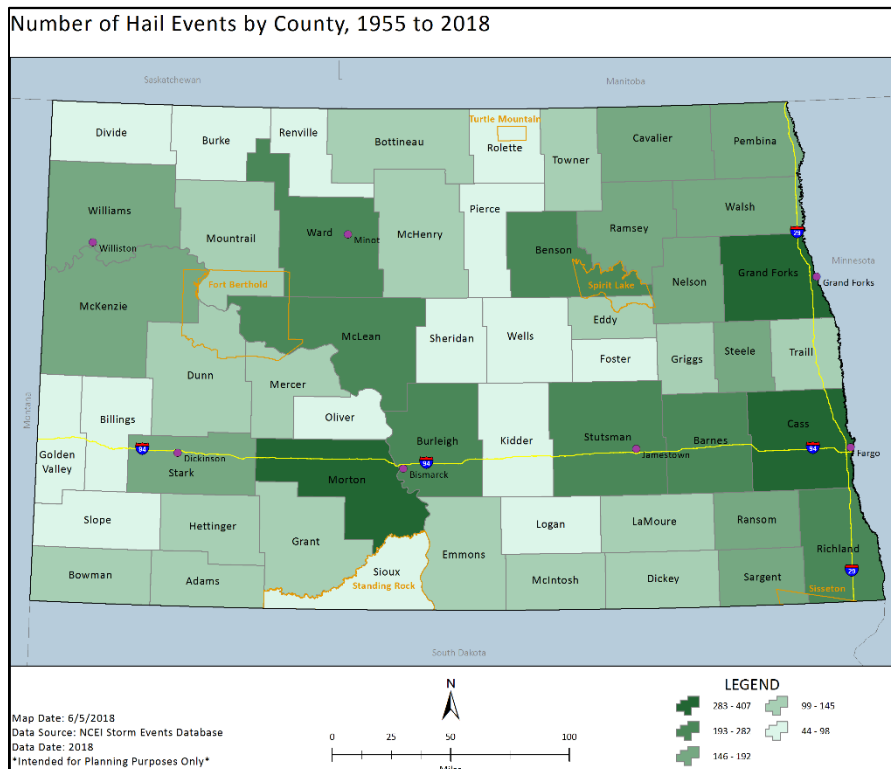 Number of Hail Events by County, 1955 to 2018
Saskatchewan
Manitoba
Divide
Burke
Renville
Bottineau
Turtle Mountain
Rolette
Towner
Cavalier
Pembina
Williams
Williston
Mountrail
Ward
Minot
McHenry
Pierce
Benson
Ramsey
Walsh
29
Minnesota
Nelson
Grand Forks
Grand Forks
McKenzie
Fort Berthold
Spirit Lake
McLean
Sheridan
Wells
Eddy
Foster
Griggs
Steele
Traill
Dunn
Mercer
Oliver
Montana
Billings
Golden
Valley
94
Dickinson
Stark
Morton
Burleigh
94
Bismarck
Kidder
Stutsman
Jamestown
Barnes
Cass
94
Fargo
Slope
Hettinger
Grant
Emmons
Logan
LaMoure
Ransom
Richland
Bowman
Adams
Sioux
Standing Rock
McIntosh
Dickey
Sargent
29
Sisseton
South Dakota
N
LEGEND
283 - 407
99 - 145
193 - 282
44 - 98
146 - 192
Map Date: 6/5/2018
Data Source: NCEI Storm Events Database
Data Date: 2018
*Intended for Planning Purposes Only*
0
50
100
Miles